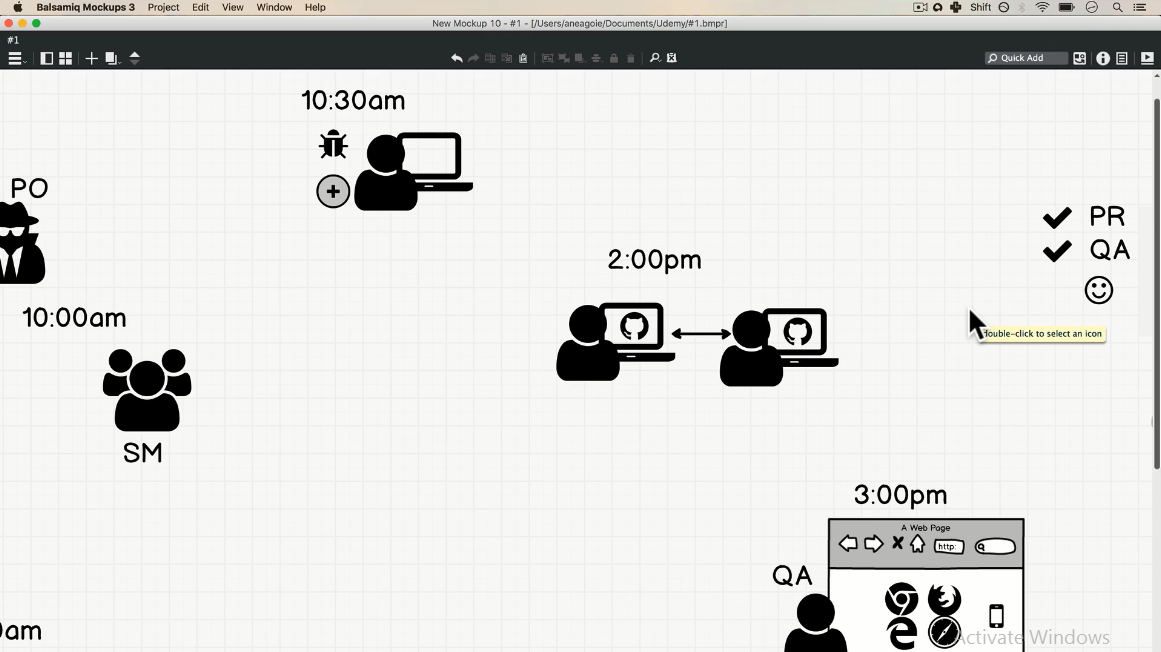 Balsamiq Mockups 3 Project Edit View Window Help Shift
New Mockup 10 - #1 - [/Users/aneagoie/Documents/Udemy/#1.bmpr]
#1
Quick Add
10:30am
PO
PR
QA
2:00pm
10:00am
double-click to select an icon
SM
3:00pm
A Web Page
http:
QA
0am
Activate Windows